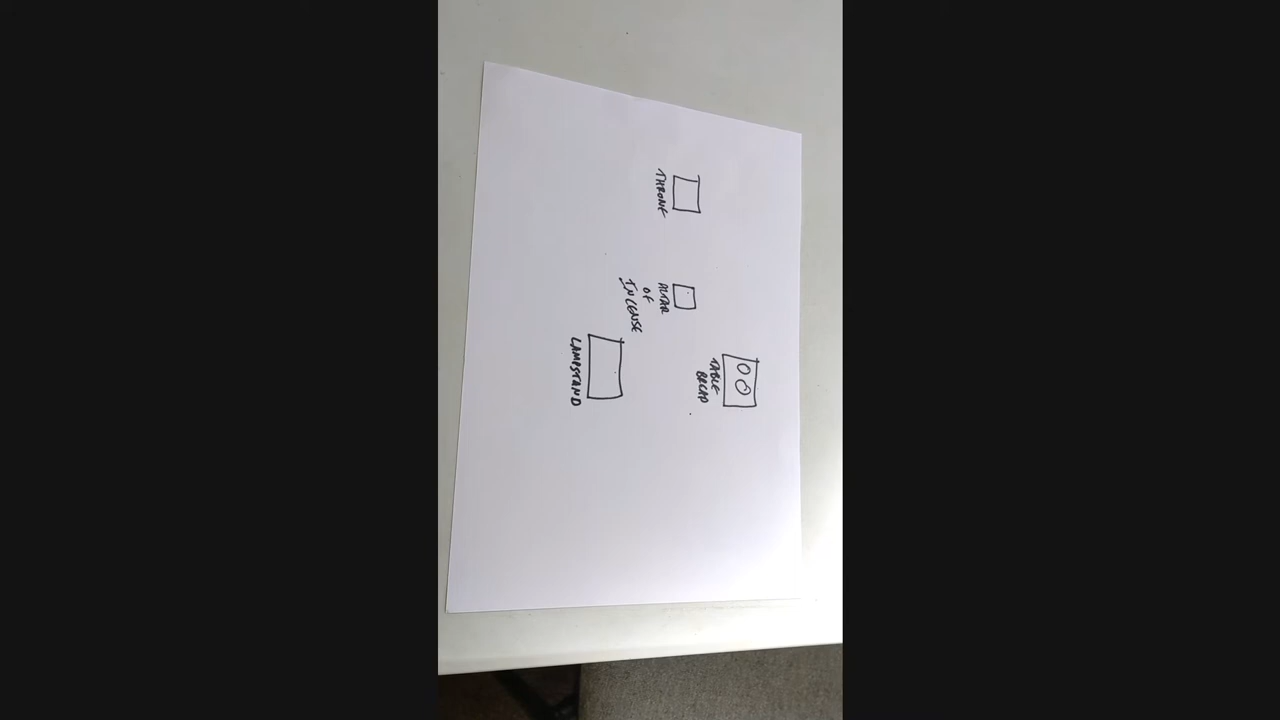 THRONE
ALTAR
OF
INCENSE
TABLE
BREAD
LAMPSTAND